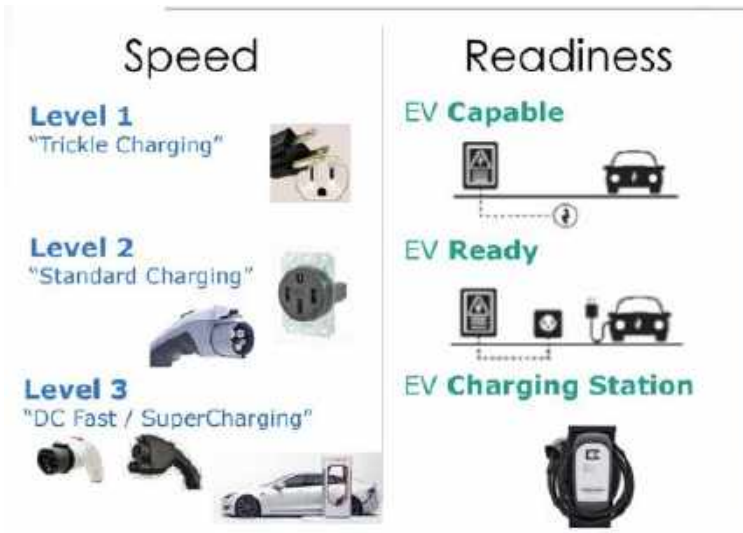 Speed
Level 1
"Trickle Charging"
Level 2
"Standard Charging"
Level 3
"DC Fast / SuperCharging"
Readiness
EV Capable
EV Ready
EV Charging Station